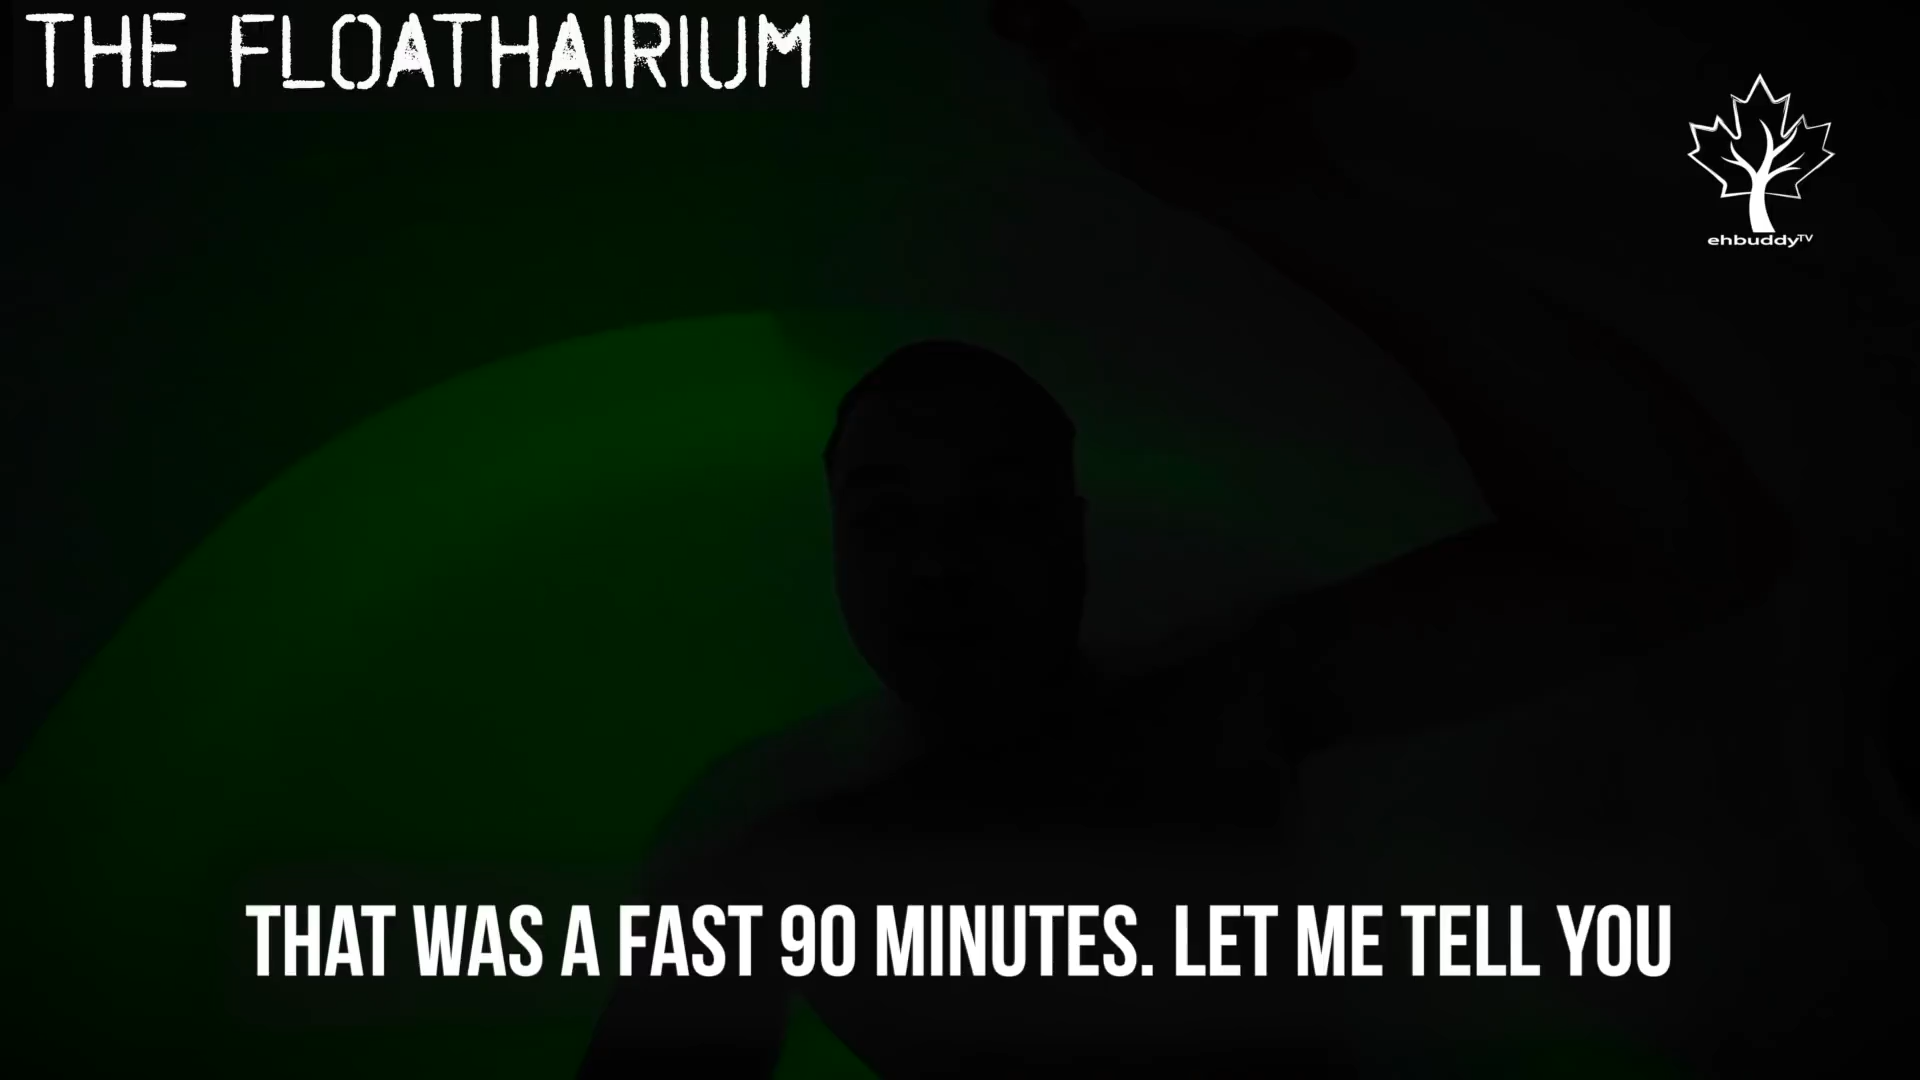 THE FLOATHAIRIUM
ehbuddyTV
THAT WAS A FAST 90 MINUTES. LET ME TELL YOU